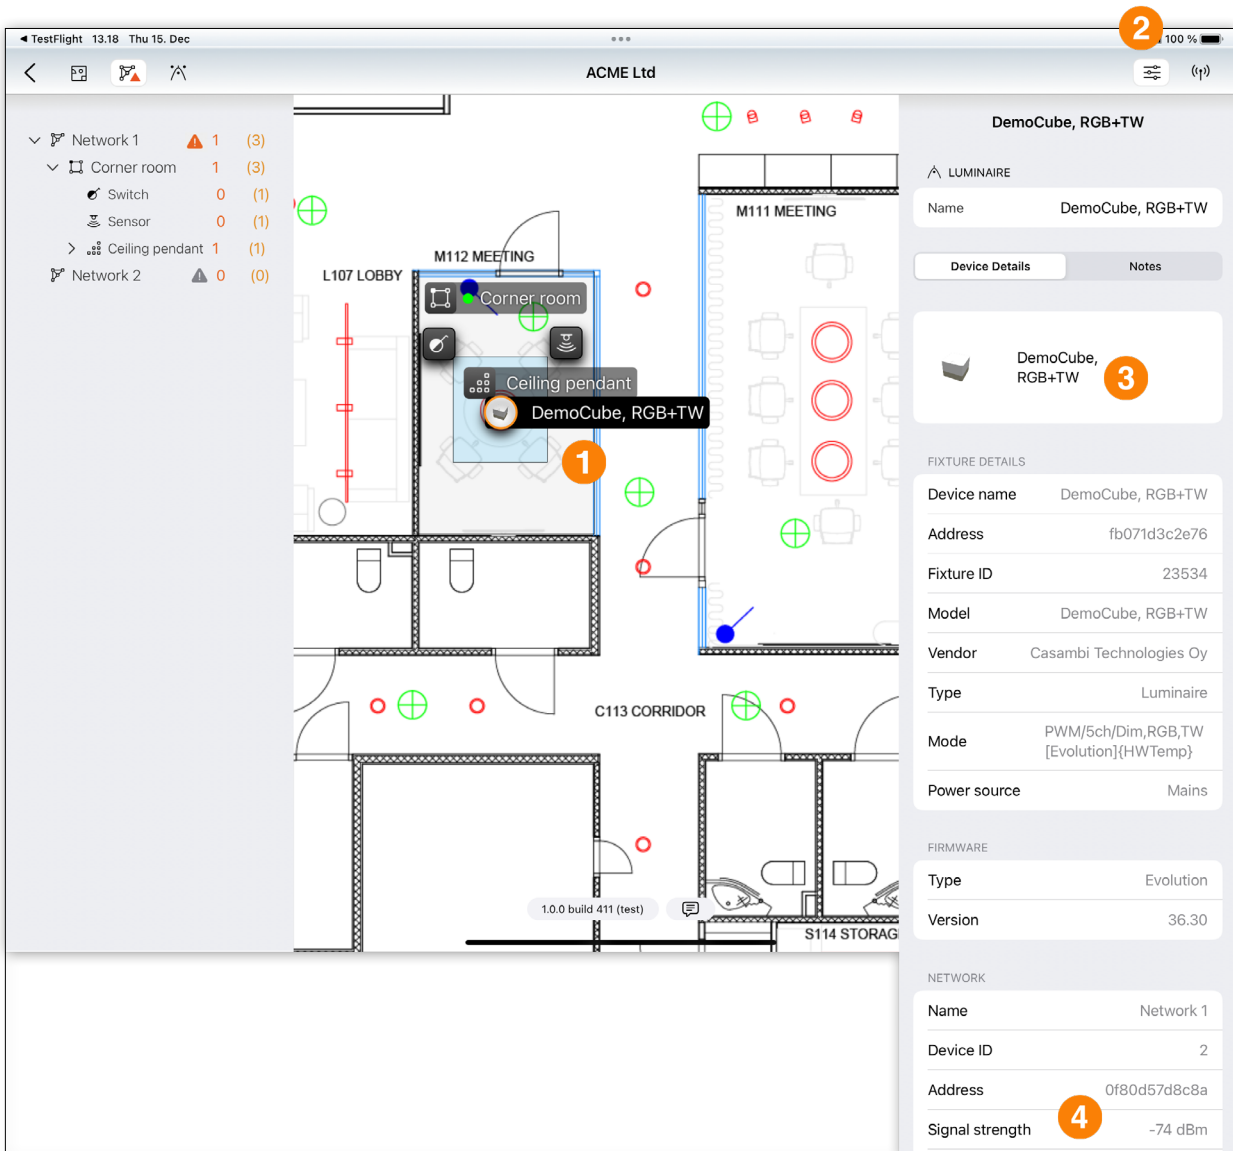 2
TestFlight 13.18 Thu 15. Dec
100 %
ACME Ltd
Network 1 1 (3)
Corner room 1 (3)
Switch 0 (1)
Sensor 0 (1)
Ceiling pendant 1 (1)
Network 2 0 (0)
M111 MEETING
M112 MEETING
L107 LOBBY
Corner room
Ceiling pendant
DemoCube, RGB+TW
1
C113 CORRIDOR
1.0.0 build 411 (test)
S114 STORAG
DemoCube, RGB+TW
LUMINAIRE
Name DemoCube, RGB+TW
Device Details Notes
DemoCube,
RGB+TW
3
FIXTURE DETAILS
Device name DemoCube, RGB+TW
Address fb071d3c2e76
Fixture ID 23534
Model DemoCube, RGB+TW
Vendor Casambi Technologies Oy
Type Luminaire
Mode PWM/5ch/Dim,RGB,TW
[Evolution]{HWTemp}
Power source Mains
FIRMWARE
Type Evolution
Version 36.30
NETWORK
Name Network 1
Device ID 2
Address 0f80d57d8c8a
4
Signal strength -74 dBm